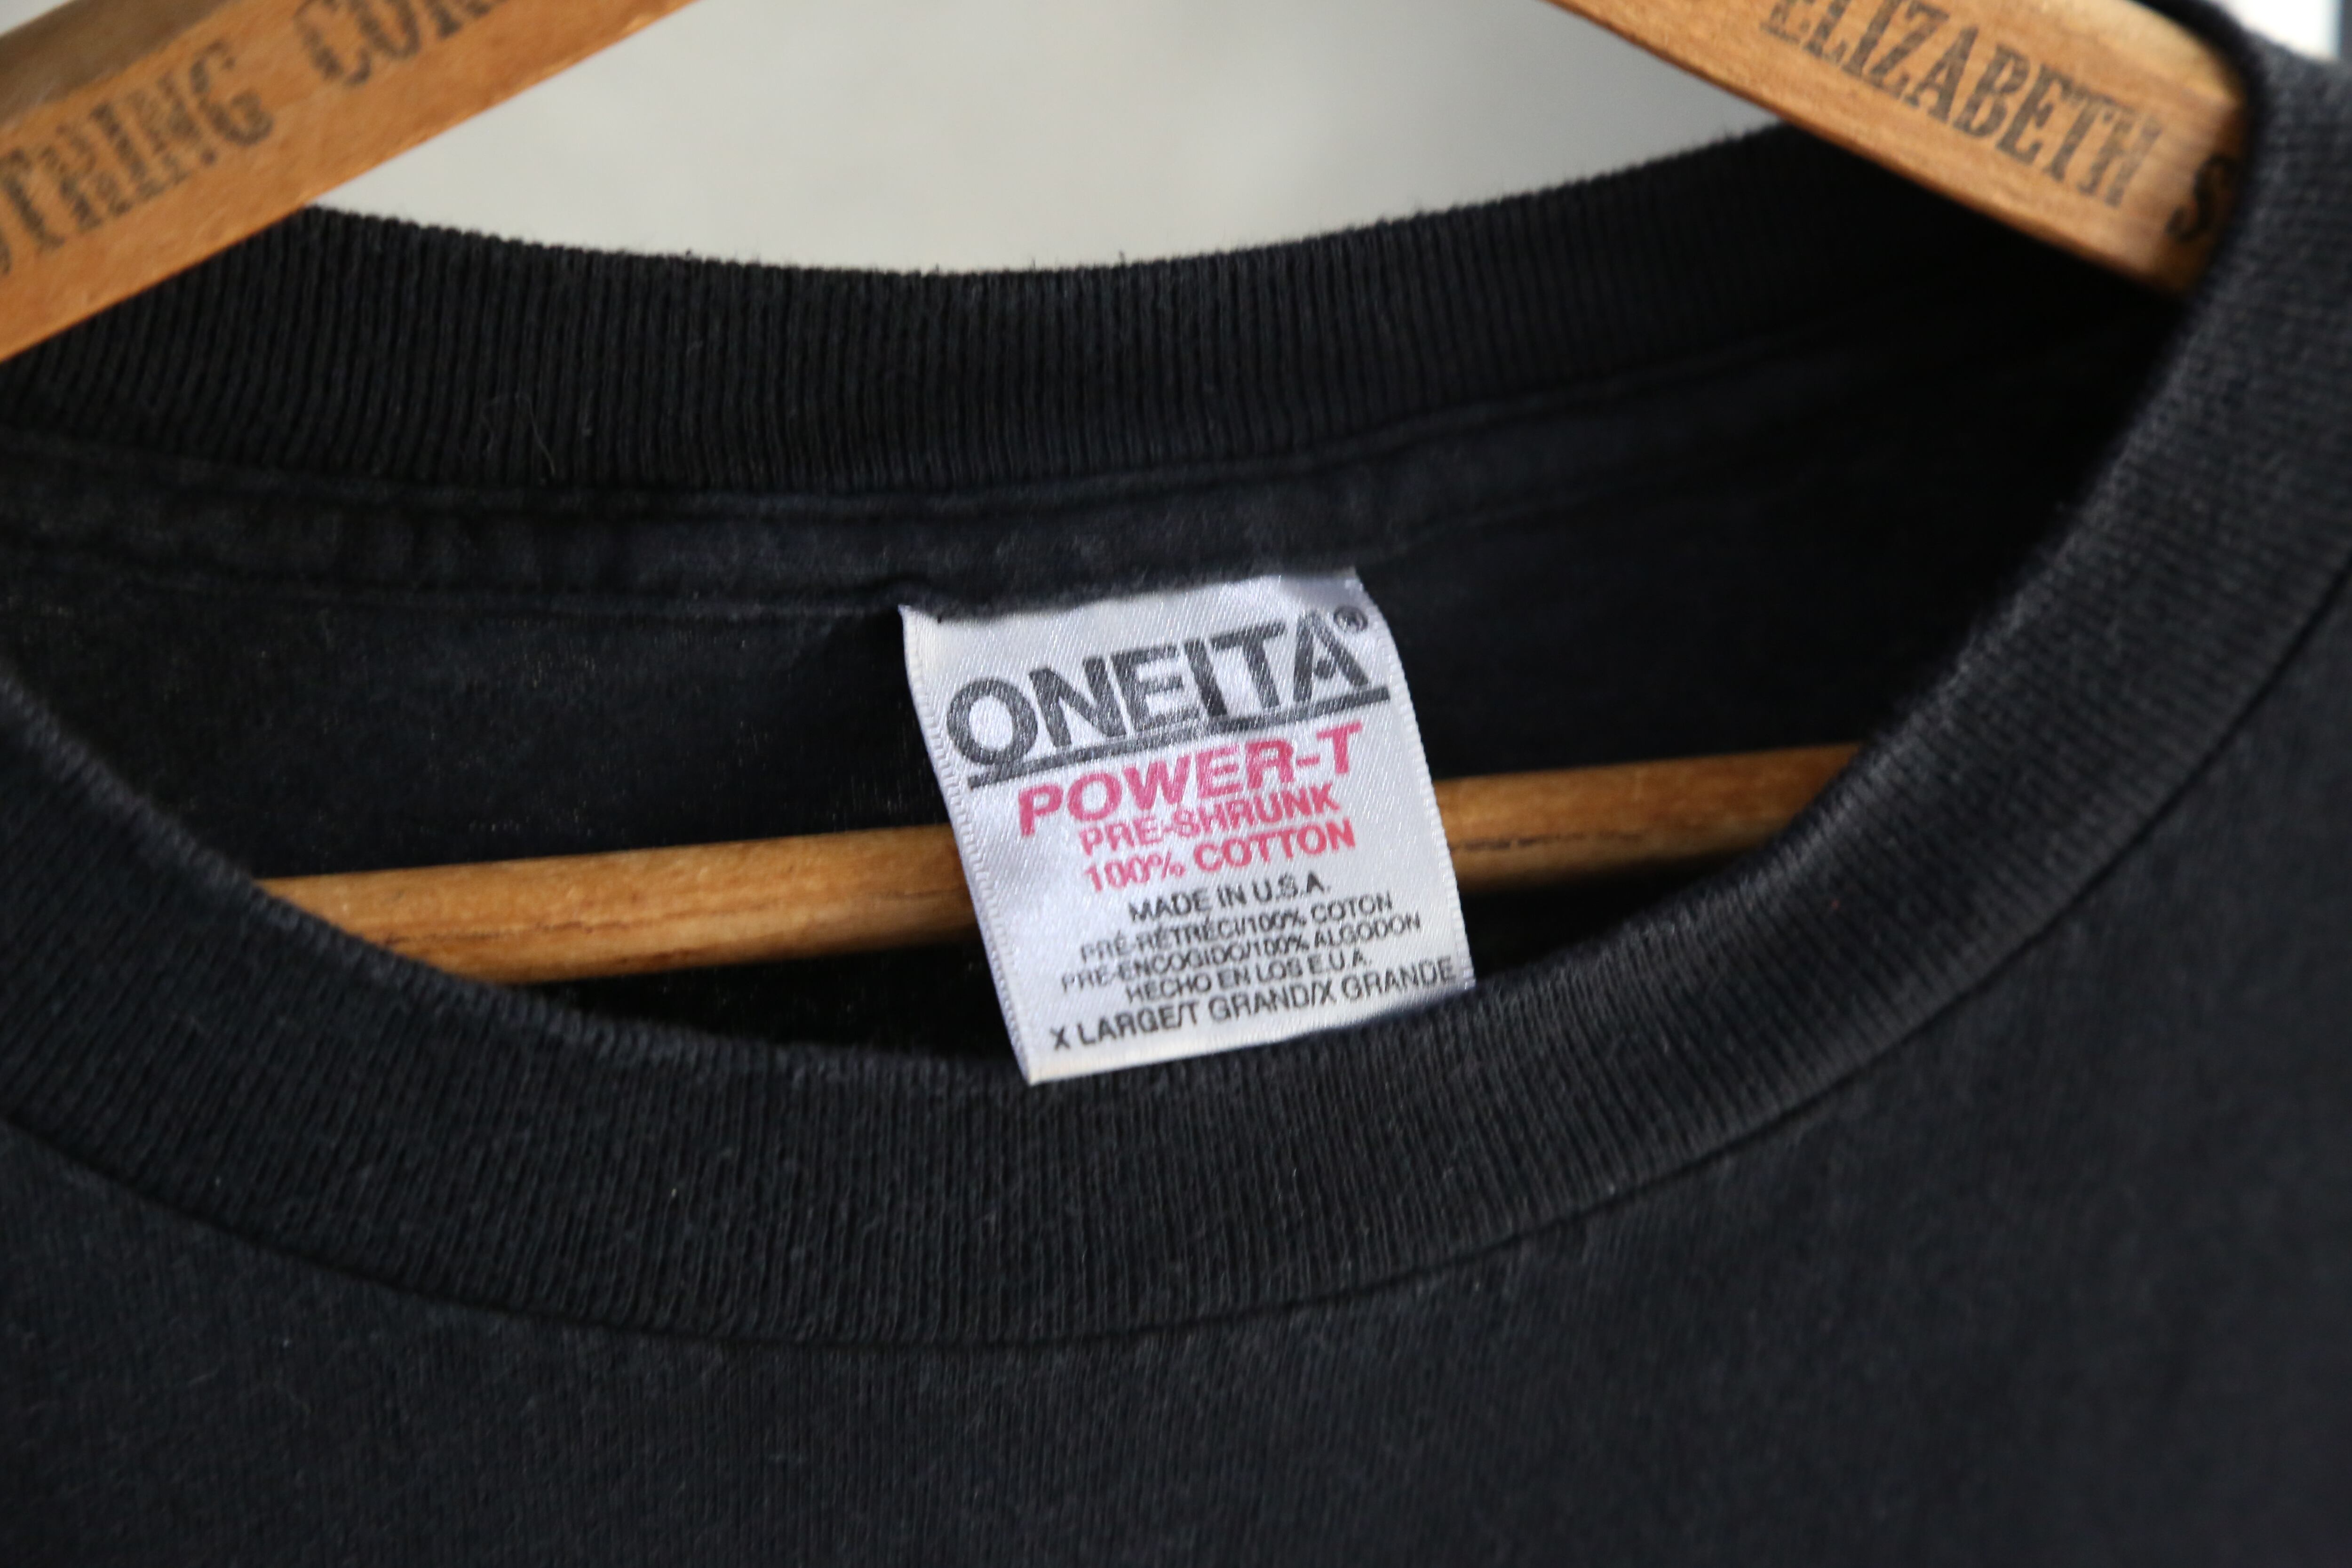 ELIZABETH
ONEITA®
POWER-T
PRE-SHRUNK
100% COTTON
MADE IN U.S.A.
PRÉ-RÉTRÉCI/100% COTON
PRE-ENCOGIDO/100% ALGODON
HECHO EN LOS E.U.A.
X LARGE/T GRAND/X GRANDE